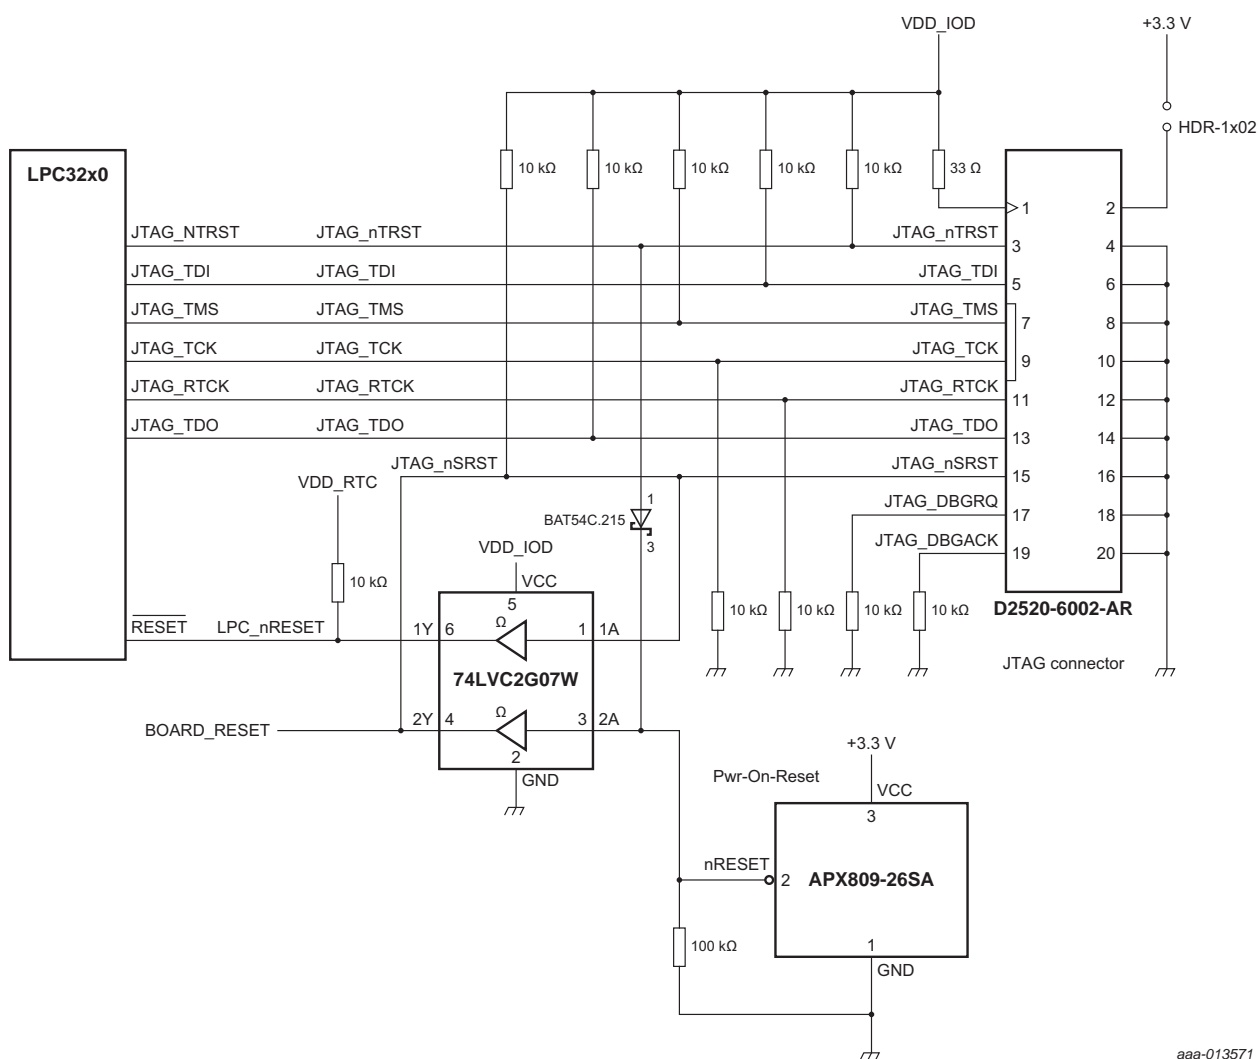 VDD_IOD
+3.3 V
HDR-1x02
LPC32x0
10 kΩ
10 kΩ
10 kΩ
10 kΩ
10 kΩ
33 Ω
1
2
JTAG_NTRST
JTAG_nTRST
JTAG_nTRST
3
4
JTAG_TDI
JTAG_TDI
JTAG_TDI
5
6
JTAG_TMS
JTAG_TMS
JTAG_TMS
7
8
JTAG_TCK
JTAG_TCK
JTAG_TCK
9
10
JTAG_RTCK
JTAG_RTCK
JTAG_RTCK
11
12
JTAG_TDO
JTAG_TDO
JTAG_TDO
13
14
JTAG_nSRST
JTAG_nSRST
15
16
VDD_RTC
1
BAT54C.215
3
JTAG_DBGRQ
17
18
JTAG_DBGACK
19
20
VDD_IOD
VCC
5
10 kΩ
10 kΩ
10 kΩ
10 kΩ
10 kΩ
D2520-6002-AR
JTAG connector
RESET
LPC_nRESET
1Y
6
Ω
1
1A
74LVC2G07W
BOARD_RESET
2Y
4
Ω
3
2A
2
GND
+3.3 V
Pwr-On-Reset
VCC
3
nRESET
2
APX809-26SA
100 kΩ
1
GND
aaa-013571